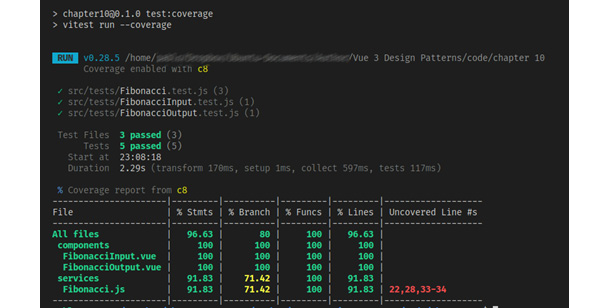 > chapter10@0.1.0 test:coverage
> vitest run --coverage
RUN v0.28.5 /home/ /Vue 3 Design Patterns/code/chapter 10
Coverage enabled with c8
✓ src/tests/Fibonacci.test.js (3)
✓ src/tests/FibonacciInput.test.js (1)
✓ src/tests/FibonacciOutput.test.js (1)
Test Files 3 passed (3)
Tests 5 passed (5)
Start at 23:08:18
Duration 2.29s (transform 170ms, setup 1ms, collect 597ms, tests 117ms)
% Coverage report from c8
----------------------|---------|----------|---------|---------|-------------------
File | % Stmts | % Branch | % Funcs | % Lines | Uncovered Line #s
----------------------|---------|----------|---------|---------|-------------------
All files | 96.63 | 80 | 100 | 96.63 |
components | 100 | 100 | 100 | 100 |
FibonacciInput.vue | 100 | 100 | 100 | 100 |
FibonacciOutput.vue | 100 | 100 | 100 | 100 |
services | 91.83 | 71.42 | 100 | 91.83 |
Fibonacci.js | 91.83 | 71.42 | 100 | 91.83 | 22,28,33-34
----------------------|---------|----------|---------|---------|-------------------